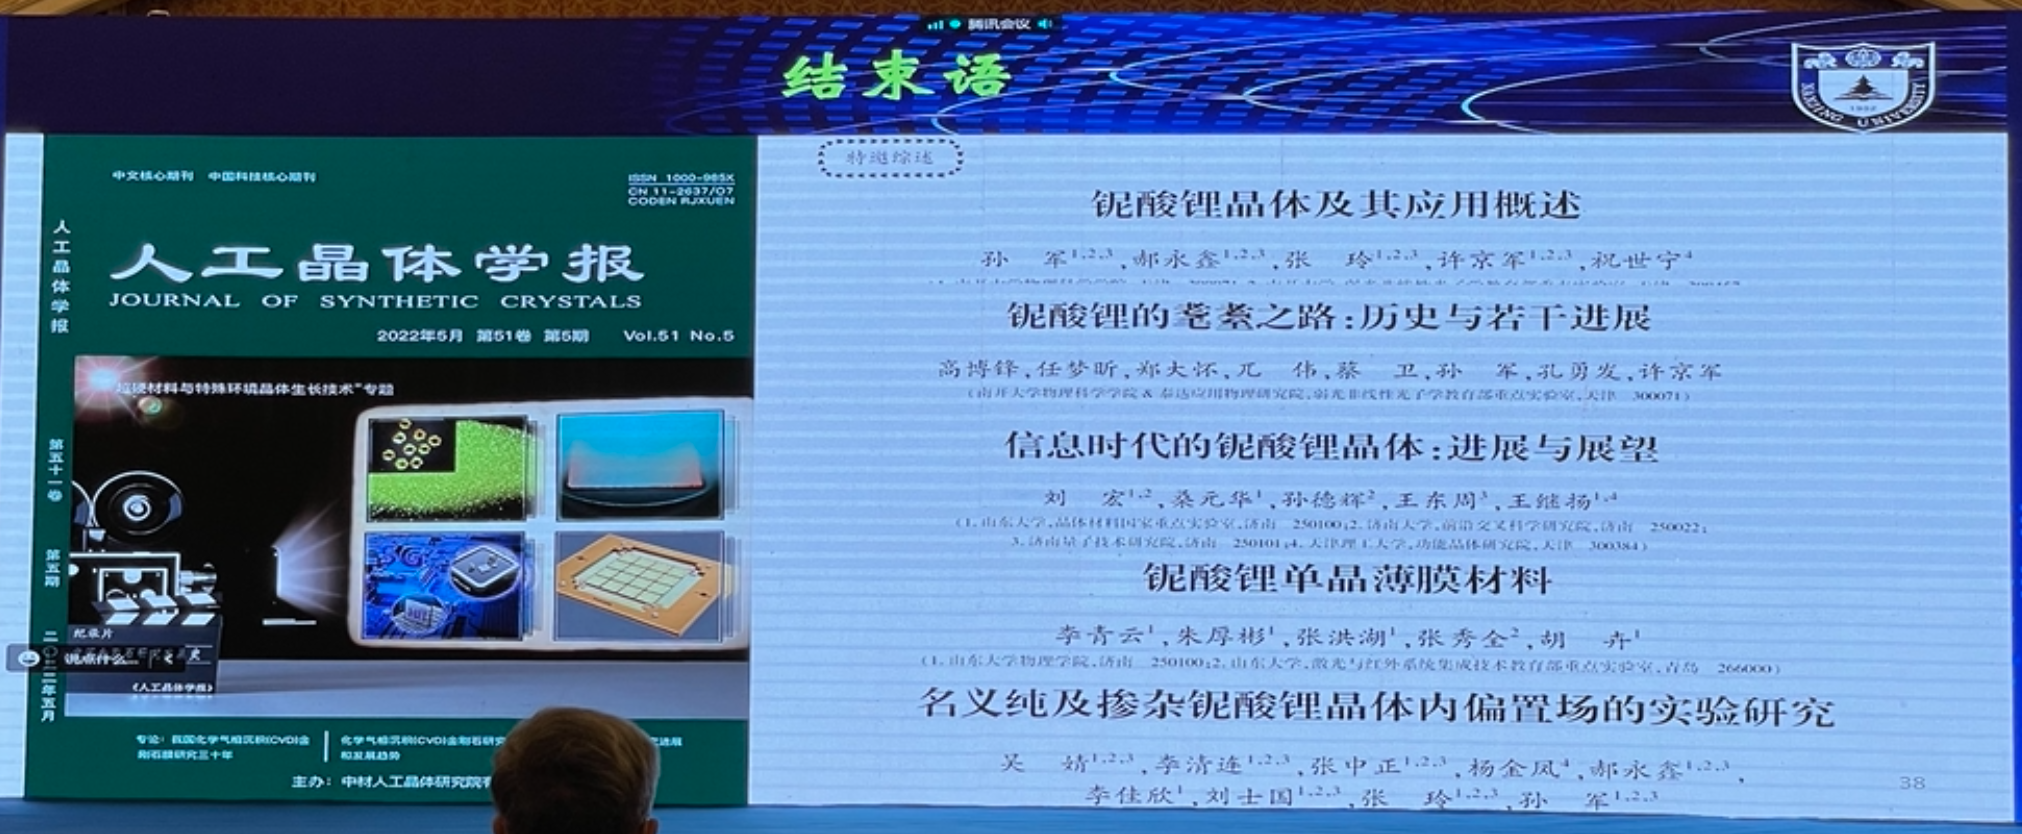 腾讯会议
结束语
NANJING UNIVERSITY
1902
中文核心期刊 中国科技核心期刊
ISSN 1000-985X
CN 11-2637/O7
CODEN RJXUEN
人工晶体学报
人工晶体学报
JOURNAL OF SYNTHETIC CRYSTALS
2022年5月 第51卷 第5期 Vol.51 No.5
超硬材料与特殊环境晶体生长技术”专题
第五十一卷
第五期
二〇二二年五月
5G
纪录片
说点什么...
史
《人工晶体学报》
专论：我国化学气相沉积(CVD)金
刚石膜研究三十年
化学气相沉积(CVD)金刚石研究
和发展趋势
进展
主办：中材人工晶体研究院有
特邀综述
铌酸锂晶体及其应用概述
孙 军1,2,3,郝永鑫1,2,3,张 玲1,2,3,许京军1,2,3,祝世宁4
铌酸锂的耄耋之路:历史与若干进展
高博锋,任梦昕,郑大怀,兀 伟,蔡 卫,孙 军,孔勇发,许京军
(南开大学物理科学学院 & 泰达应用物理研究院,弱光非线性光子学教育部重点实验室,天津 300071)
信息时代的铌酸锂晶体:进展与展望
刘 宏1,2,桑元华1,孙德辉2,王东周3,王继扬1,4
(1.山东大学,晶体材料国家重点实验室,济南 250100;2.济南大学,前沿交叉科学研究院,济南 250022;
3.济南量子技术研究院,济南 250101;4.天津理工大学,功能晶体研究院,天津 300384)
铌酸锂单晶薄膜材料
李青云1,朱厚彬1,张洪湖1,张秀全2,胡 卉1
(1.山东大学物理学院,济南 250100;2.山东大学,激光与红外系统集成技术教育部重点实验室,青岛 266000)
名义纯及掺杂铌酸锂晶体内偏置场的实验研究
吴 婧1,2,3,李清连1,2,3,张中正1,2,3,杨金凤4,郝永鑫1,2,3,
李佳欣1,刘士国1,2,3,张 玲1,2,3,孙 军1,2,3
38